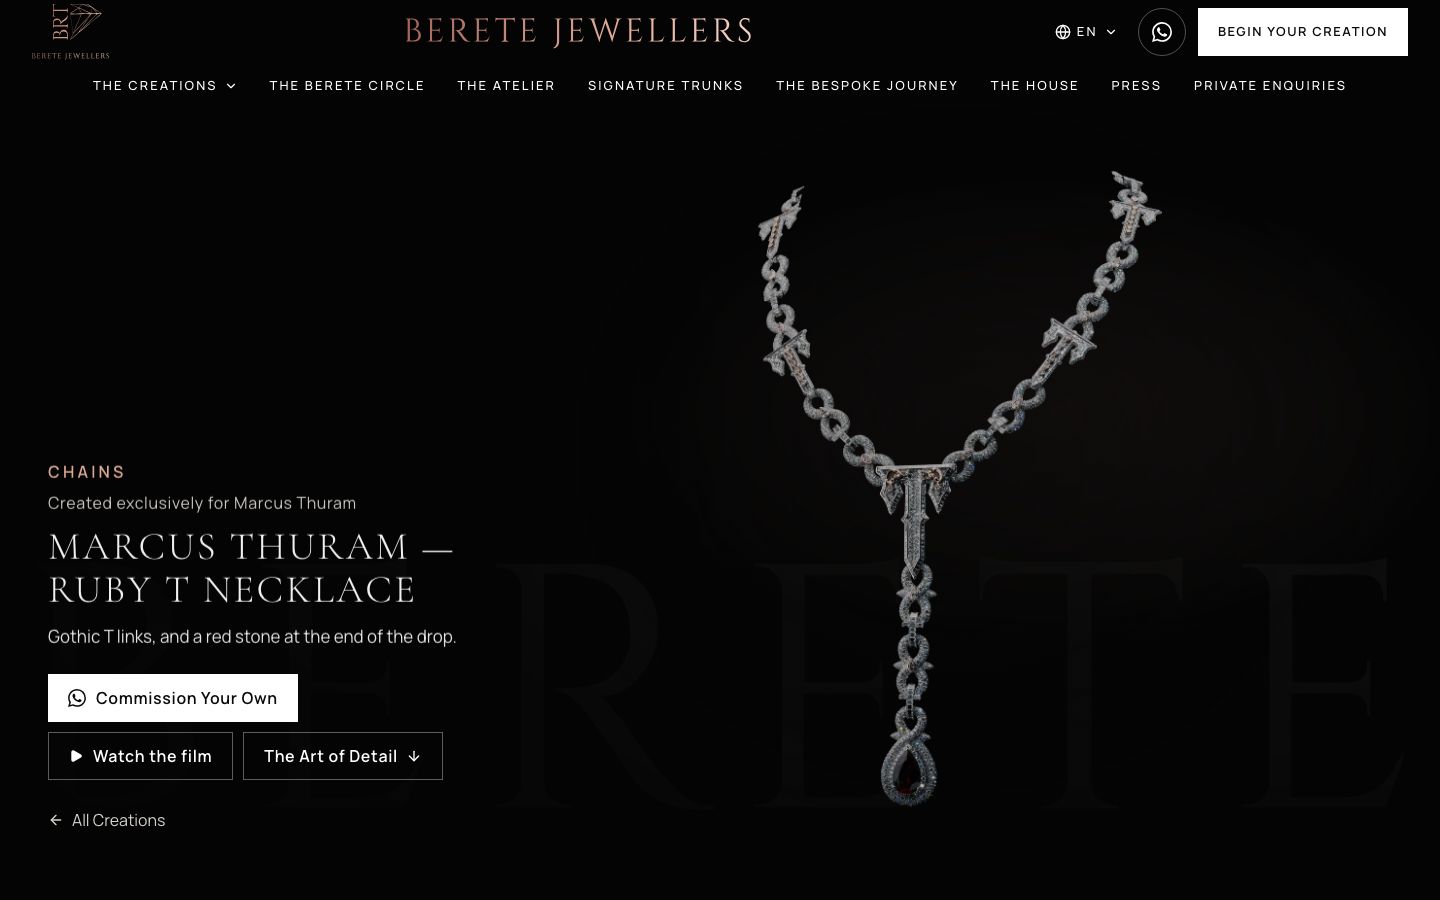 BRT
BERETE JEWELLERS
BERETE JEWELLERS
EN
BEGIN YOUR CREATION
THE CREATIONS
THE BERETE CIRCLE
THE ATELIER
SIGNATURE TRUNKS
THE BESPOKE JOURNEY
THE HOUSE
PRESS
PRIVATE ENQUIRIES
CHAINS
Created exclusively for Marcus Thuram
MARCUS THURAM —
RUBY T NECKLACE
Gothic T links, and a red stone at the end of the drop.
Commission Your Own
Watch the film
The Art of Detail
All Creations
BERETE